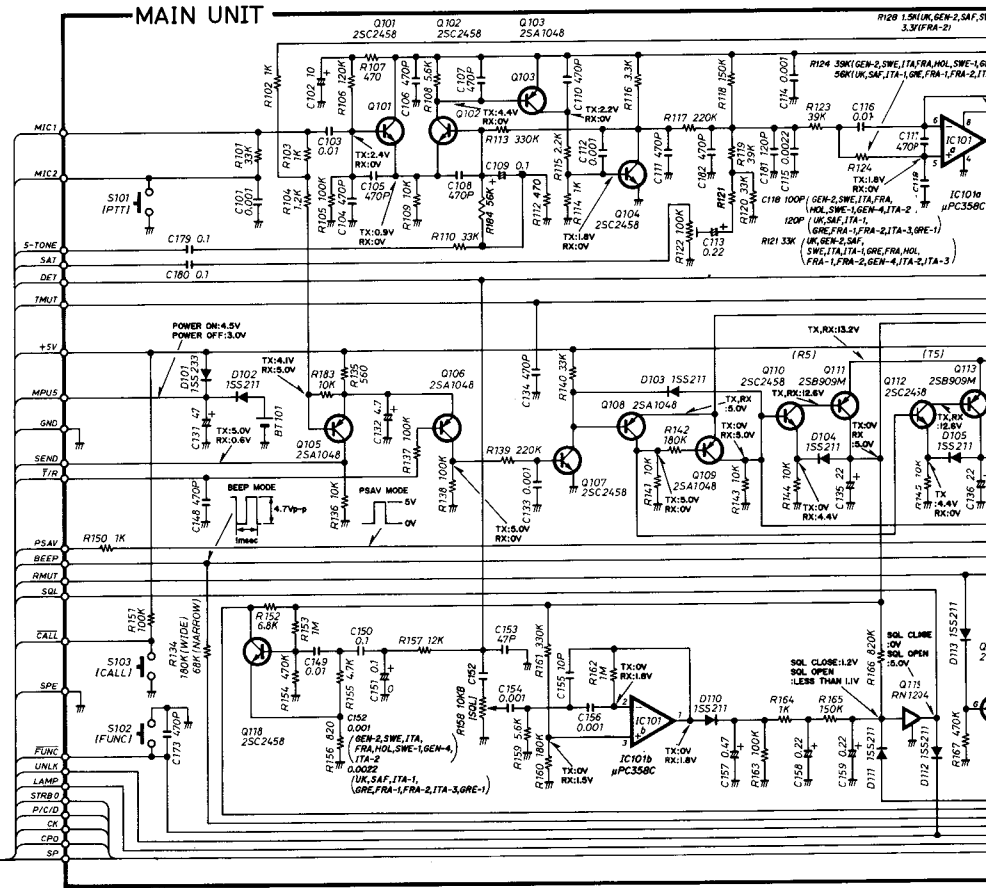 MAIN UNIT
Q101
2SC2458
Q102
2SC2458
Q103
2SA1048
R128 1.5K(UK,GEN-2,SAF,SW
3.3K(FRA-2)
R124 39K(GEN-2,SWE,ITA,FRA,HOL,SWE-1,G
56K(UK,SAF,ITA-1,GRE,FRA-1,FRA-2,IT
R102 1K
C102 10
R106 120K
R107
470
Q101
C106 470P
R108 5.6K
C107
470P
Q103
C110 470P
R116 3.3K
R118 150K
C114 0.001
R123
39K
C116
0.01
TX:4.4V
RX:0V
Q102
TX:2.2V
RX:0V
MIC1
R101
33K
R103
1K
C103
0.01
TX:2.4V
RX:0V
R113 330K
R115 2.2K
C112
0.001
R117 220K
C111 470P
C182 470P
R119
39K
C181 120P
C115 0.0022
R124
C117
470P
6
5
8
4
IC101
a
TX:1.8V
RX:0V
C118
IC101a
µPC358C
MIC2
S101
[PTT]
C101
0.001
R104
1.2K
R105 100K
C104 470P
C105
470P
R109 10K
C108
470P
R184 56K
C109 0.1
R112 470
R114 1K
Q104
2SC2458
R121
R120 33K
R122 100K
C113
0.22
TX:0.9V
RX:0V
R110 33K
TX:1.8V
RX:0V
C118 100P (GEN-2,SWE,ITA,FRA,
HOL,SWE-1,GEN-4,ITA-2
120P (UK,SAF,ITA-1,
GRE,FRA-1,FRA-2,ITA-3,GRE-1)
R121 33K (UK,GEN-2,SAF,
SWE,ITA,ITA-1,GRE,FRA,HOL,
FRA-1,FRA-2,GEN-4,ITA-2,ITA-3)
C179 0.1
S-TONE
SAT
C180 0.1
DET
TMUT
POWER ON:4.5V
POWER OFF:3.0V
+5V
D101
1SS233
D102
1SS211
TX:4.1V
RX:5.0V
R183
10K
R135
560
Q106
2SA1048
C134 470P
R140 33K
D103 1SS211
TX,RX:13.2V
(R5)
(T5)
Q110
2SC2458
Q111
2SB909M
Q112
2SC2458
Q113
2SB909M
MPU5
C131 47
BT101
Q105
2SA1048
C132 4.7
R137 100K
Q108
2SA1048
TX,RX
:5.0V
TX,RX:12.6V
TX,RX
:12.6V
GND
TX:5.0V
RX:0.6V
R142
180K
TX:0V
RX:5.0V
D104
1SS211
TX:0V
RX
:5.0V
D105
1SS211
SEND
T/R
C148 470P
BEEP MODE
4.7Vp-p
1msec
R136 10K
PSAV MODE
5V
0V
R138 100K
R139 220K
C133 0.001
Q107
2SC2458
R141 10K
TX:5.0V
RX:0V
Q109
2SA1048
R143 10K
R144 10K
TX:0V
RX:4.4V
C135 22
R145 10K
TX
:4.4V
RX:0V
C136 22
TX:5.0V
RX:0V
PSAV
R150 1K
BEEP
RMUT
SQL
R151
100K
R134
180K(WIDE)
68K(NARROW)
R152
6.8K
R153
1M
C150
0.1
R157 12K
C153
47P
R161 330K
C155 10P
R162
1M
TX:0V
RX:1.8V
R166 820K
SQL CLOSE
:0V
SQL OPEN
:5.0V
D113 1SS211
CALL
S103
[CALL]
R154 470K
C149
0.01
R155 4.7K
C151 0.1
C152
R158 10KB
[SQL]
C154
0.001
C156
0.001
2
3
1
IC101
b
D110
1SS211
SQL CLOSE:1.2V
SQL OPEN
:LESS THAN 1.1V
R164
1K
R165
150K
Q115
RN1204
SPE
S102
[FUNC]
C173 470P
Q118
2SC2458
R156 820
C152
0.001
(GEN-2,SWE,ITA,
FRA,HOL,SWE-1,GEN-4,
ITA-2
0.0022
(UK,SAF,ITA-1,
GRE,FRA-1,FRA-2,ITA-3,GRE-1)
R159 5.6K
R160 180K
TX:0V
RX:1.5V
IC101b
µPC358C
TX:0V
RX:1.8V
C157 0.47
R163 100K
C158 0.22
C159 0.22
D111 1SS211
D112 1SS211
R167 470K
FUNC
UNLK
LAMP
STRB0
P/C/D
CK
CPO
SP